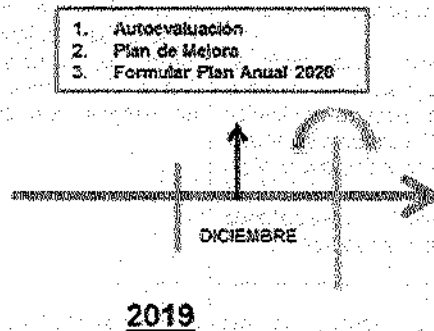 1. Autoevaluación
2. Plan de Mejora
3. Formular Plan Anual 2020
DICIEMBRE
2019